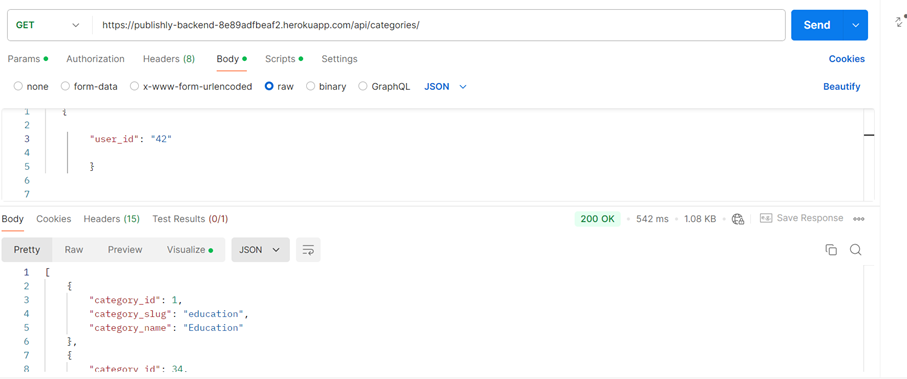 GET https://publishly-backend-8e89adfbeaf2.herokuapp.com/api/categories/ Send
Params Authorization Headers (8) Body Scripts Settings Cookies
none form-data x-www-form-urlencoded raw binary GraphQL JSON Beautify
1 {
2
3 "user_id": "42"
4
5 }
6
7
Body Cookies Headers (15) Test Results (0/1) 200 OK • 542 ms • 1.08 KB • Save Response
Pretty Raw Preview Visualize JSON
1 [
2 {
3 "category_id": 1,
4 "category_slug": "education",
5 "category_name": "Education"
6 },
7 {
8 "category_id": 34,